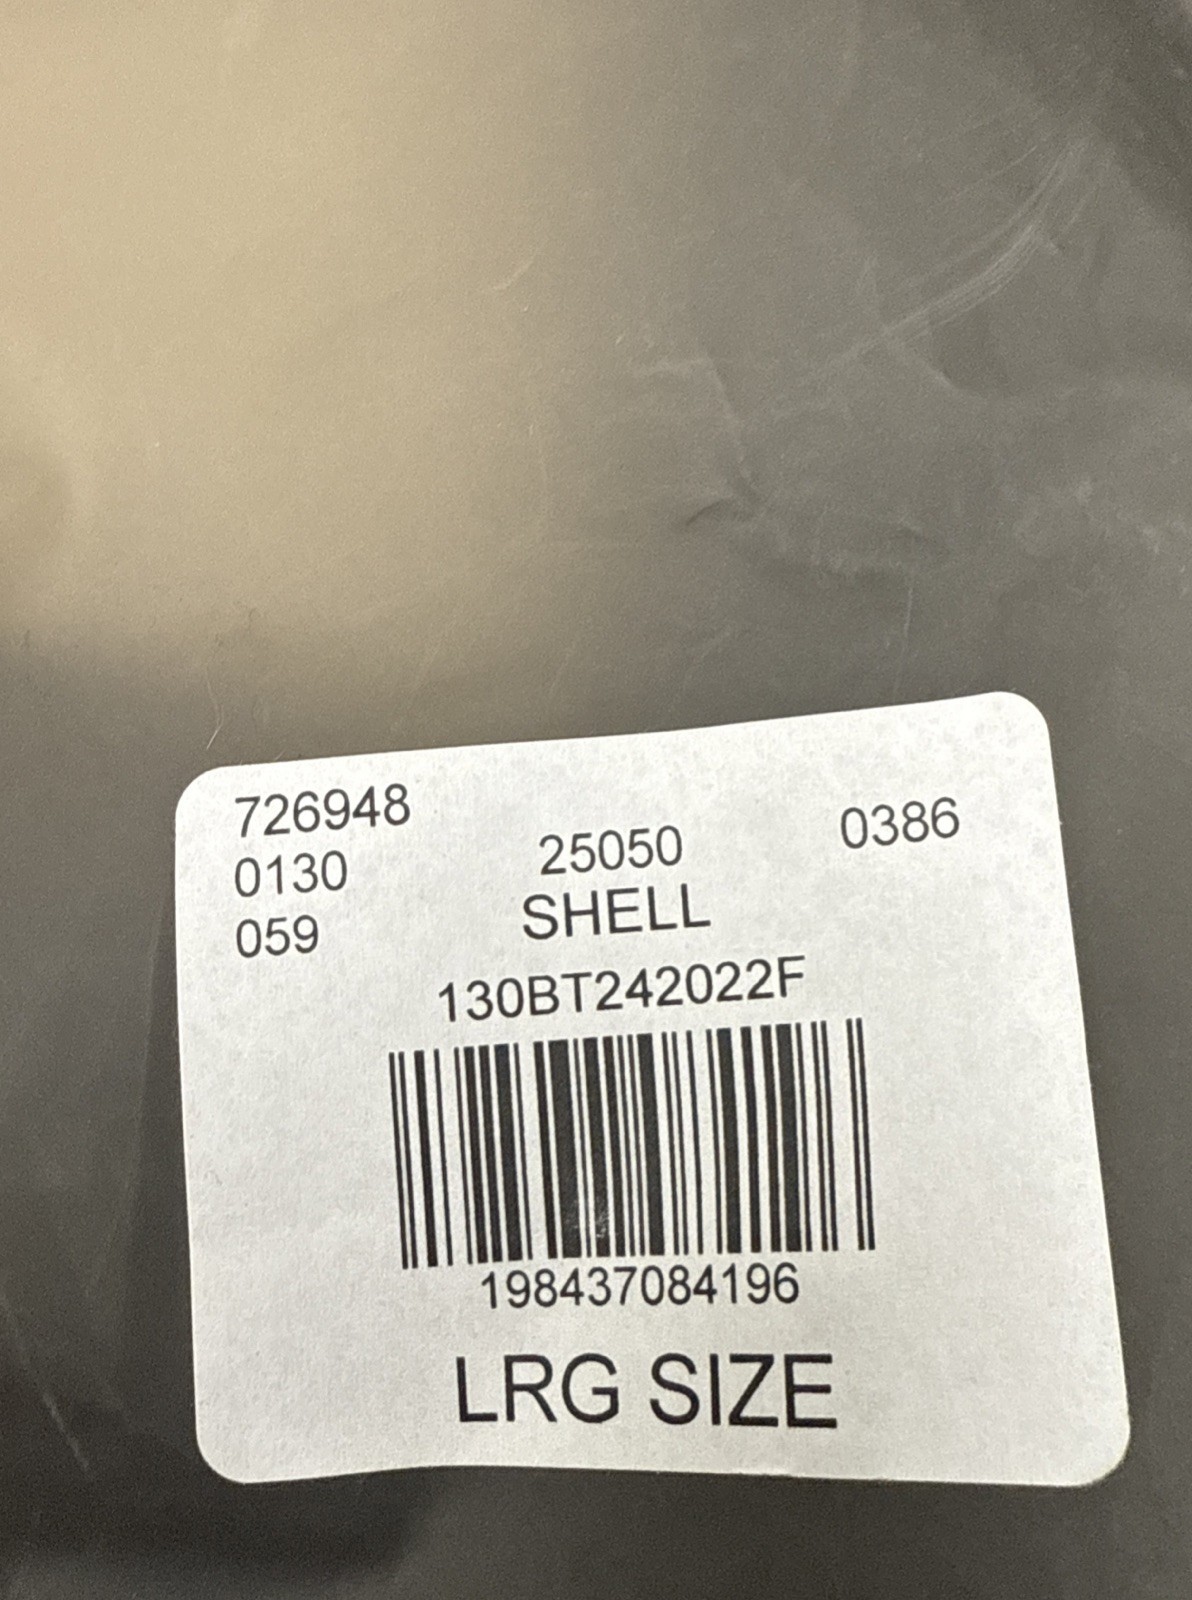 726948
0130 25050 0386
059 SHELL
130BT242022F
198437084196
LRG SIZE